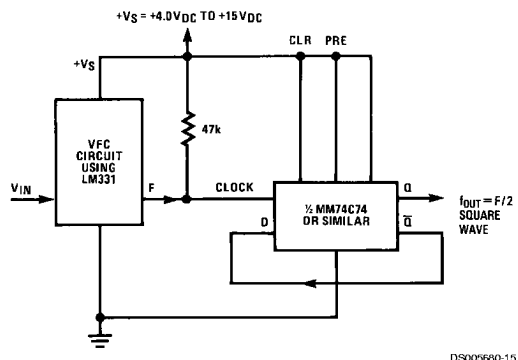 +VS = +4.0VDC TO +15VDC
CLR PRE
+VS
47k
VFC
CIRCUIT
USING
LM331
VIN
F
CLOCK
D
½ MM74C74
OR SIMILAR
Q
Q̅
fOUT = F/2
SQUARE
WAVE
DS005680-15